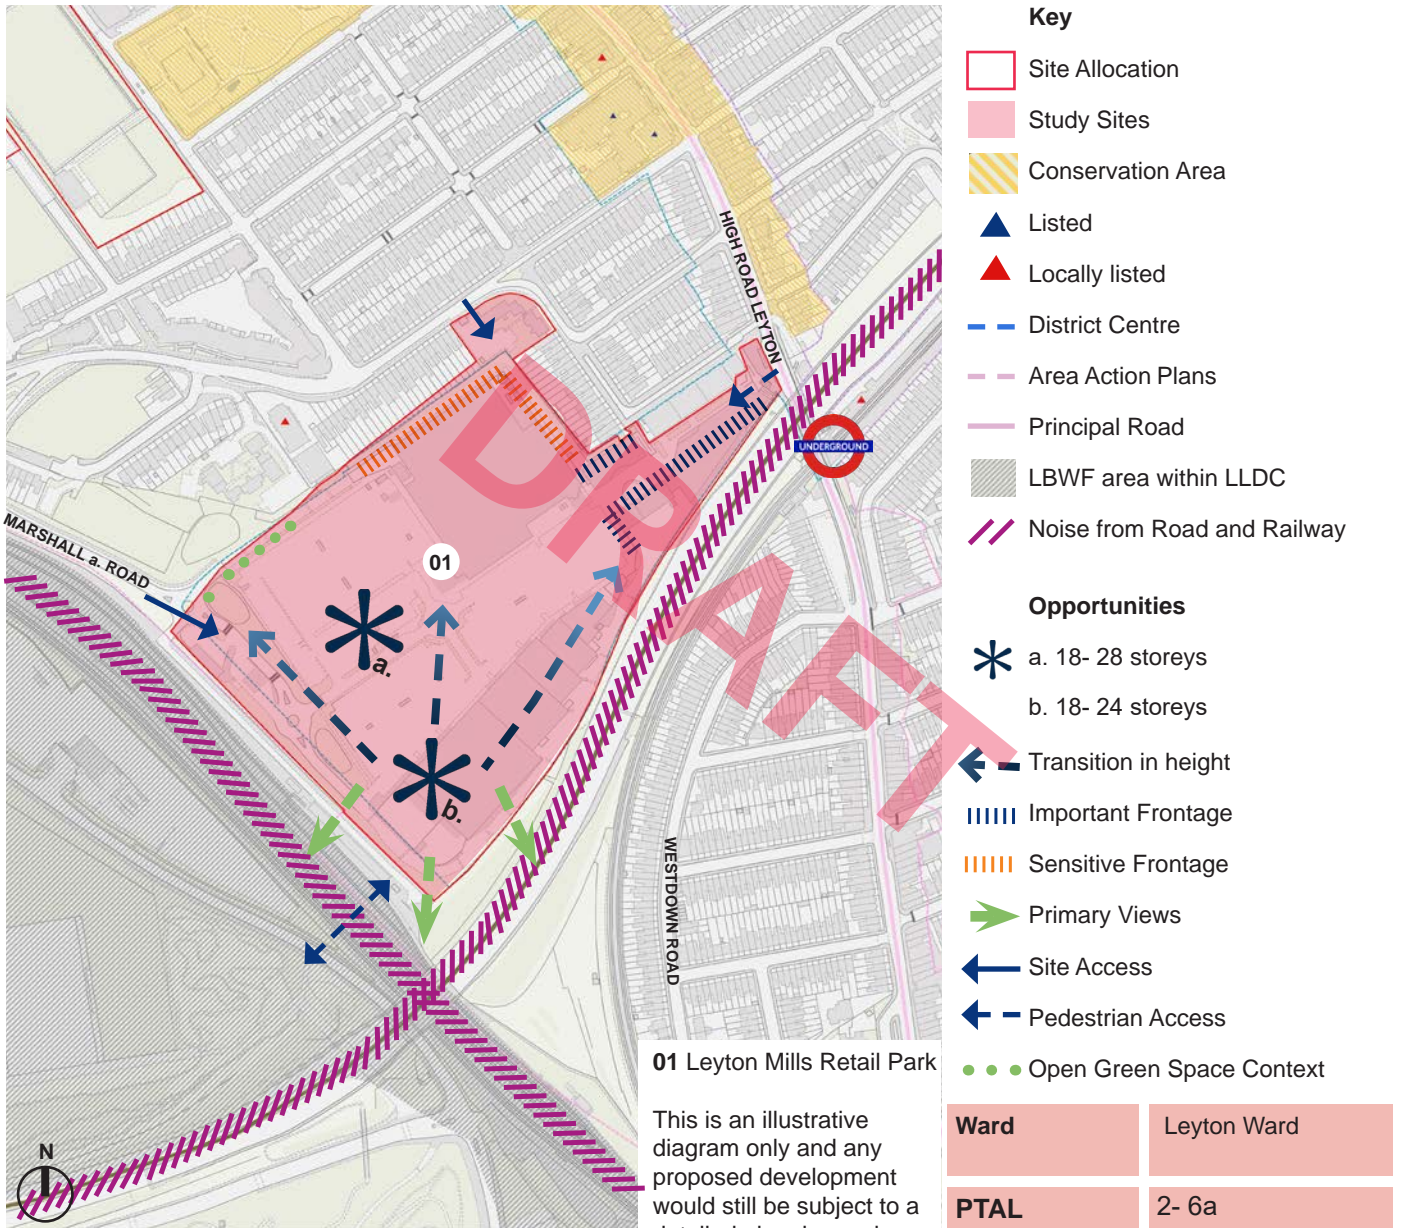 Key
Site Allocation
Study Sites
Conservation Area
Listed
Locally listed
District Centre
Area Action Plans
Principal Road
LBWF area within LLDC
Noise from Road and Railway
Opportunities
a. 18- 28 storeys
b. 18- 24 storeys
Transition in height
Important Frontage
Sensitive Frontage
Primary Views
Site Access
Pedestrian Access
Open Green Space Context
HIGH ROAD LEYTON
UNDERGROUND
MARSHALL a. ROAD
01
a.
b.
WESTDOWN ROAD
DRAFT
N
01 Leyton Mills Retail Park
This is an illustrative
diagram only and any
proposed development
would still be subject to a
Ward Leyton Ward
PTAL 2- 6a